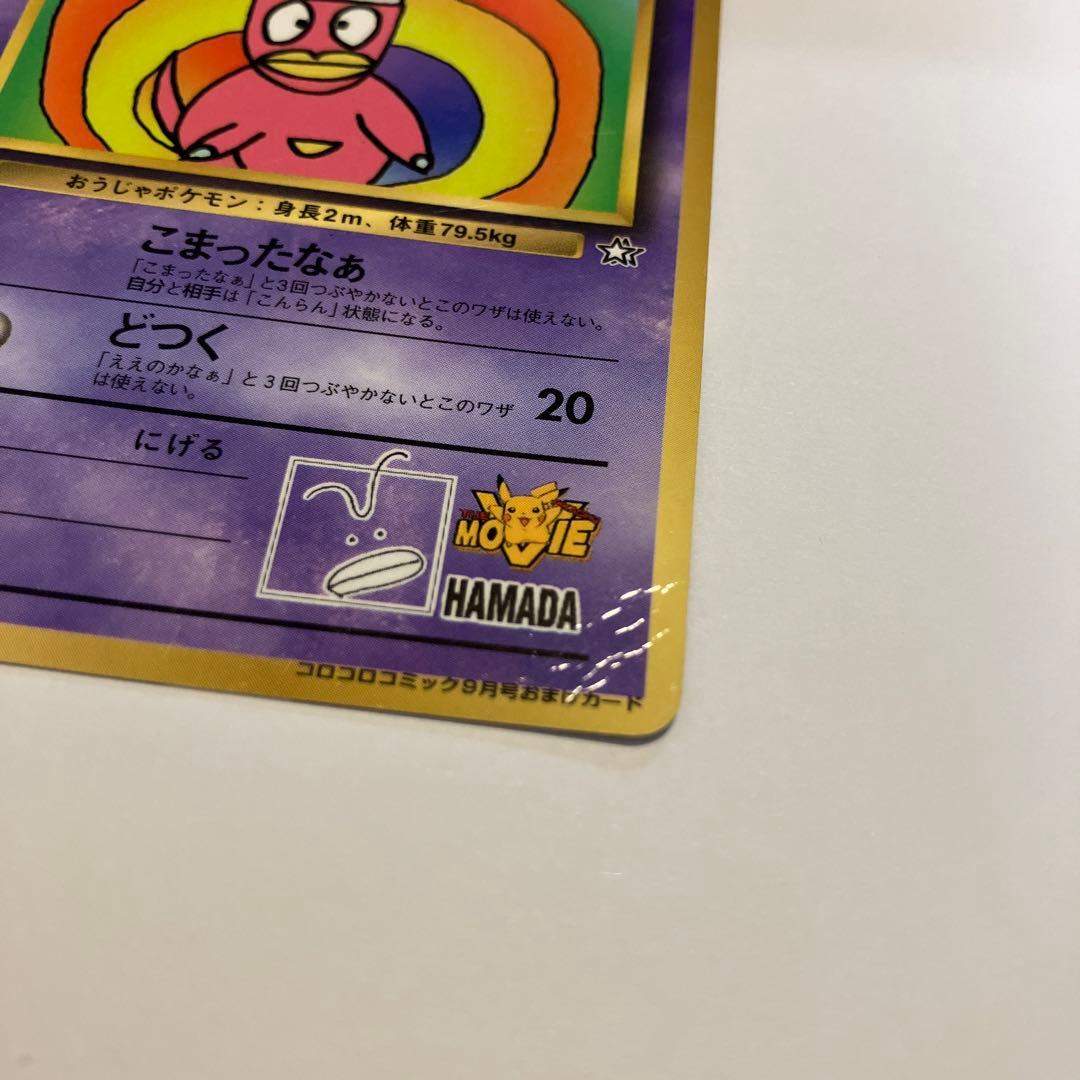 おうじゃポケモン：身長2m、体重79.5kg
こまったなぁ
「こまったなぁ」と3回つぶやかないとこのワザは使えない。
自分と相手は「こんらん」状態になる。
どつく
「ええのかなぁ」と3回つぶやかないとこのワザ
は使えない。
20
にげる
THE
MOVIE
HAMADA
コロコロコミック9月号おまけカード